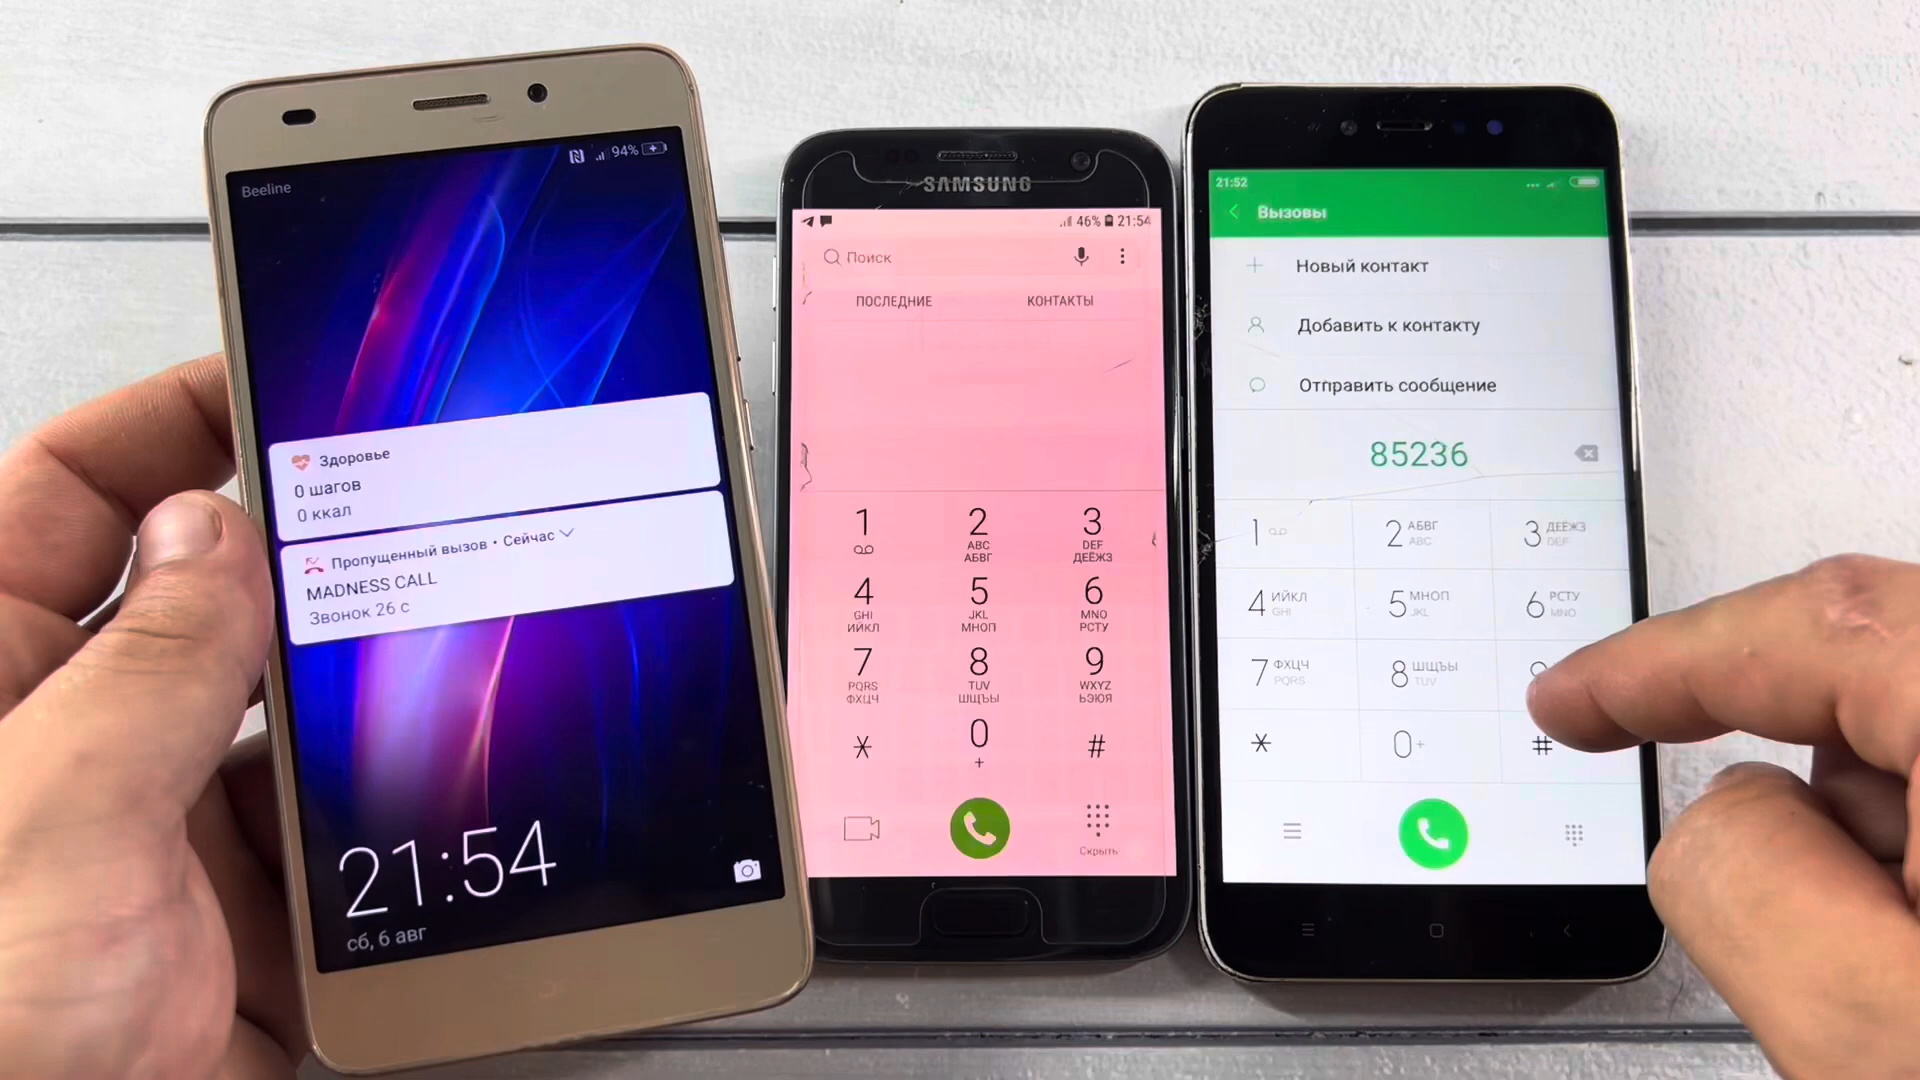 Beeline
94%
Здоровье
0 шагов
0 ккал
Пропущенный вызов • Сейчас
MADNESS CALL
Звонок 26 с
21:54
сб, 6 авг
SAMSUNG
46% 21:54
Поиск
ПОСЛЕДНИЕ КОНТАКТЫ
1 2 3
ABC DEF
АБВГ ДЕЁЖЗ
4 5 6
GHI JKL MNO
ИЙКЛ МНОП РСТУ
7 8 9
PQRS TUV WXYZ
ФХЦЧ ШЩЪЫ ЬЭЮЯ
* 0 #
+
Скрыть
21:52
Вызовы
Новый контакт
Добавить к контакту
Отправить сообщение
85236
1 2 АБВГ 3 ДЕЁЖЗ
ABC DEF
4 ИЙКЛ 5 МНОП 6 РСТУ
GHI JKL MNO
7 ФХЦЧ 8 ШЩЪЫ
PQRS TUV
* 0+ #